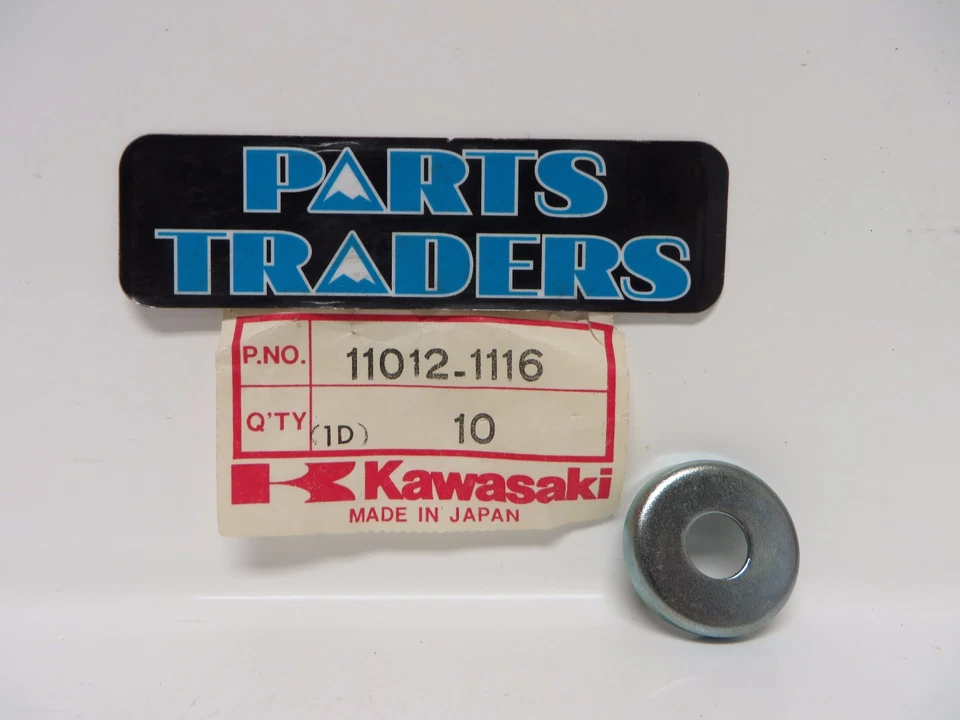 PARTS
TRADERS
P.NO. 11012-1116
Q'TY (1D) 10
Kawasaki
MADE IN JAPAN